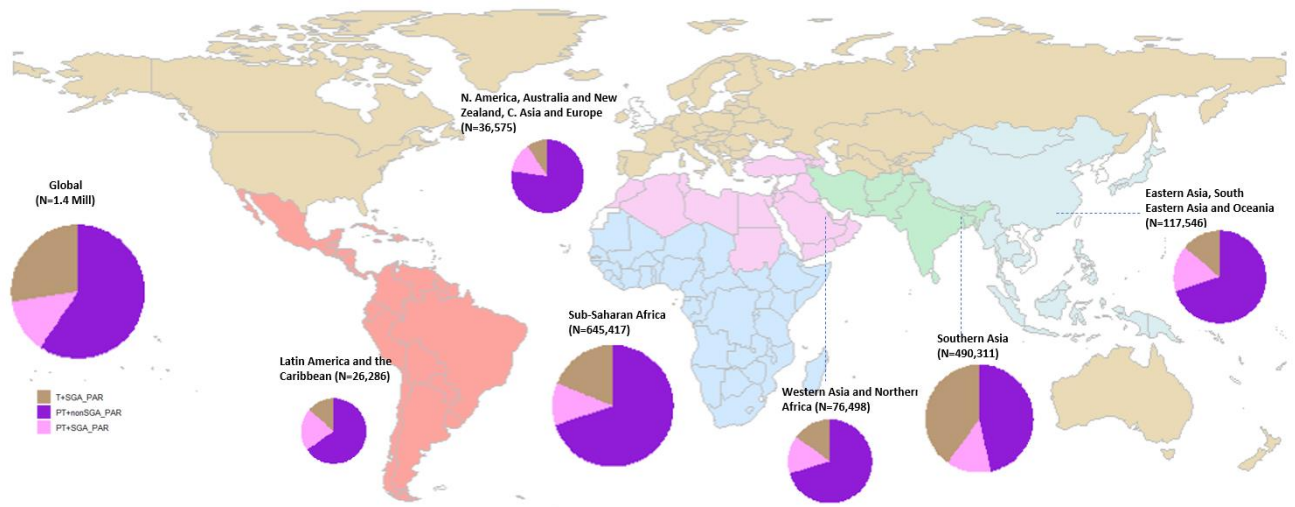 N. America, Australia and New
Zealand, C. Asia and Europe
(N=36,575)
Global
(N=1.4 Mill)
Eastern Asia, South
Eastern Asia and Oceania
(N=117,546)
Sub-Saharan Africa
(N=645,417)
Southern Asia
(N=490,311)
Latin America and the
Caribbean (N=26,286)
Western Asia and Northern
Africa (N=76,498)
T+SGA_PAR
PT+nonSGA_PAR
PT+SGA_PAR